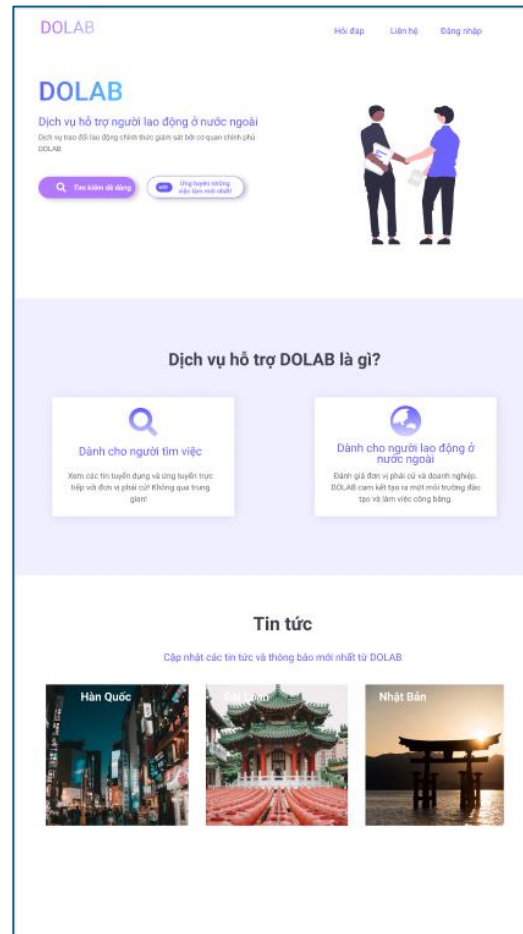 DOLAB
Hỏi đáp Liên hệ Đăng nhập
DOLAB
Dịch vụ hỗ trợ người lao động ở nước ngoài
Dịch vụ trao đổi lao động chính thức giám sát bởi cơ quan chính phủ
DOLAB
Tìm kiếm dễ dàng
Ứng tuyển những
việc làm mới nhất!
Dịch vụ hỗ trợ DOLAB là gì?
Dành cho người tìm việc
Xem các tin tuyển dụng và ứng tuyển trực
tiếp với đơn vị phái cử! Không qua trung
gian!
Dành cho người lao động ở
nước ngoài
Đánh giá đơn vị phái cử và doanh nghiệp.
DOLAB cam kết tạo ra một môi trường đào
tạo và làm việc công bằng.
Tin tức
Cập nhật các tin tức và thông báo mới nhất từ DOLAB
Hàn Quốc
Đài Loan
Nhật Bản